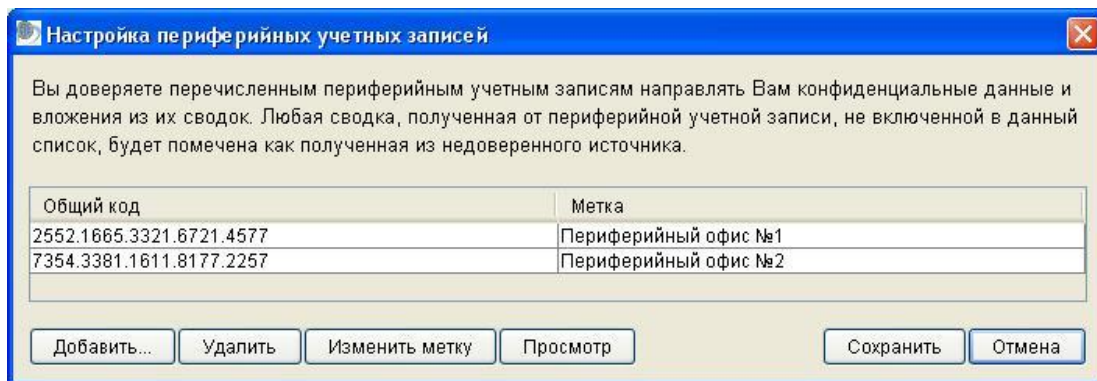 Настройка периферийных учетных записей
Вы доверяете перечисленным периферийным учетным записям направлять Вам конфиденциальные данные и
вложения из их сводок. Любая сводка, полученная от периферийной учетной записи, не включенной в данный
список, будет помечена как полученная из недоверенного источника.
Общий код Метка
2552.1665.3321.6721.4577 Периферийный офис №1
7354.3381.1611.8177.2257 Периферийный офис №2
Добавить... Удалить Изменить метку Просмотр Сохранить Отмена